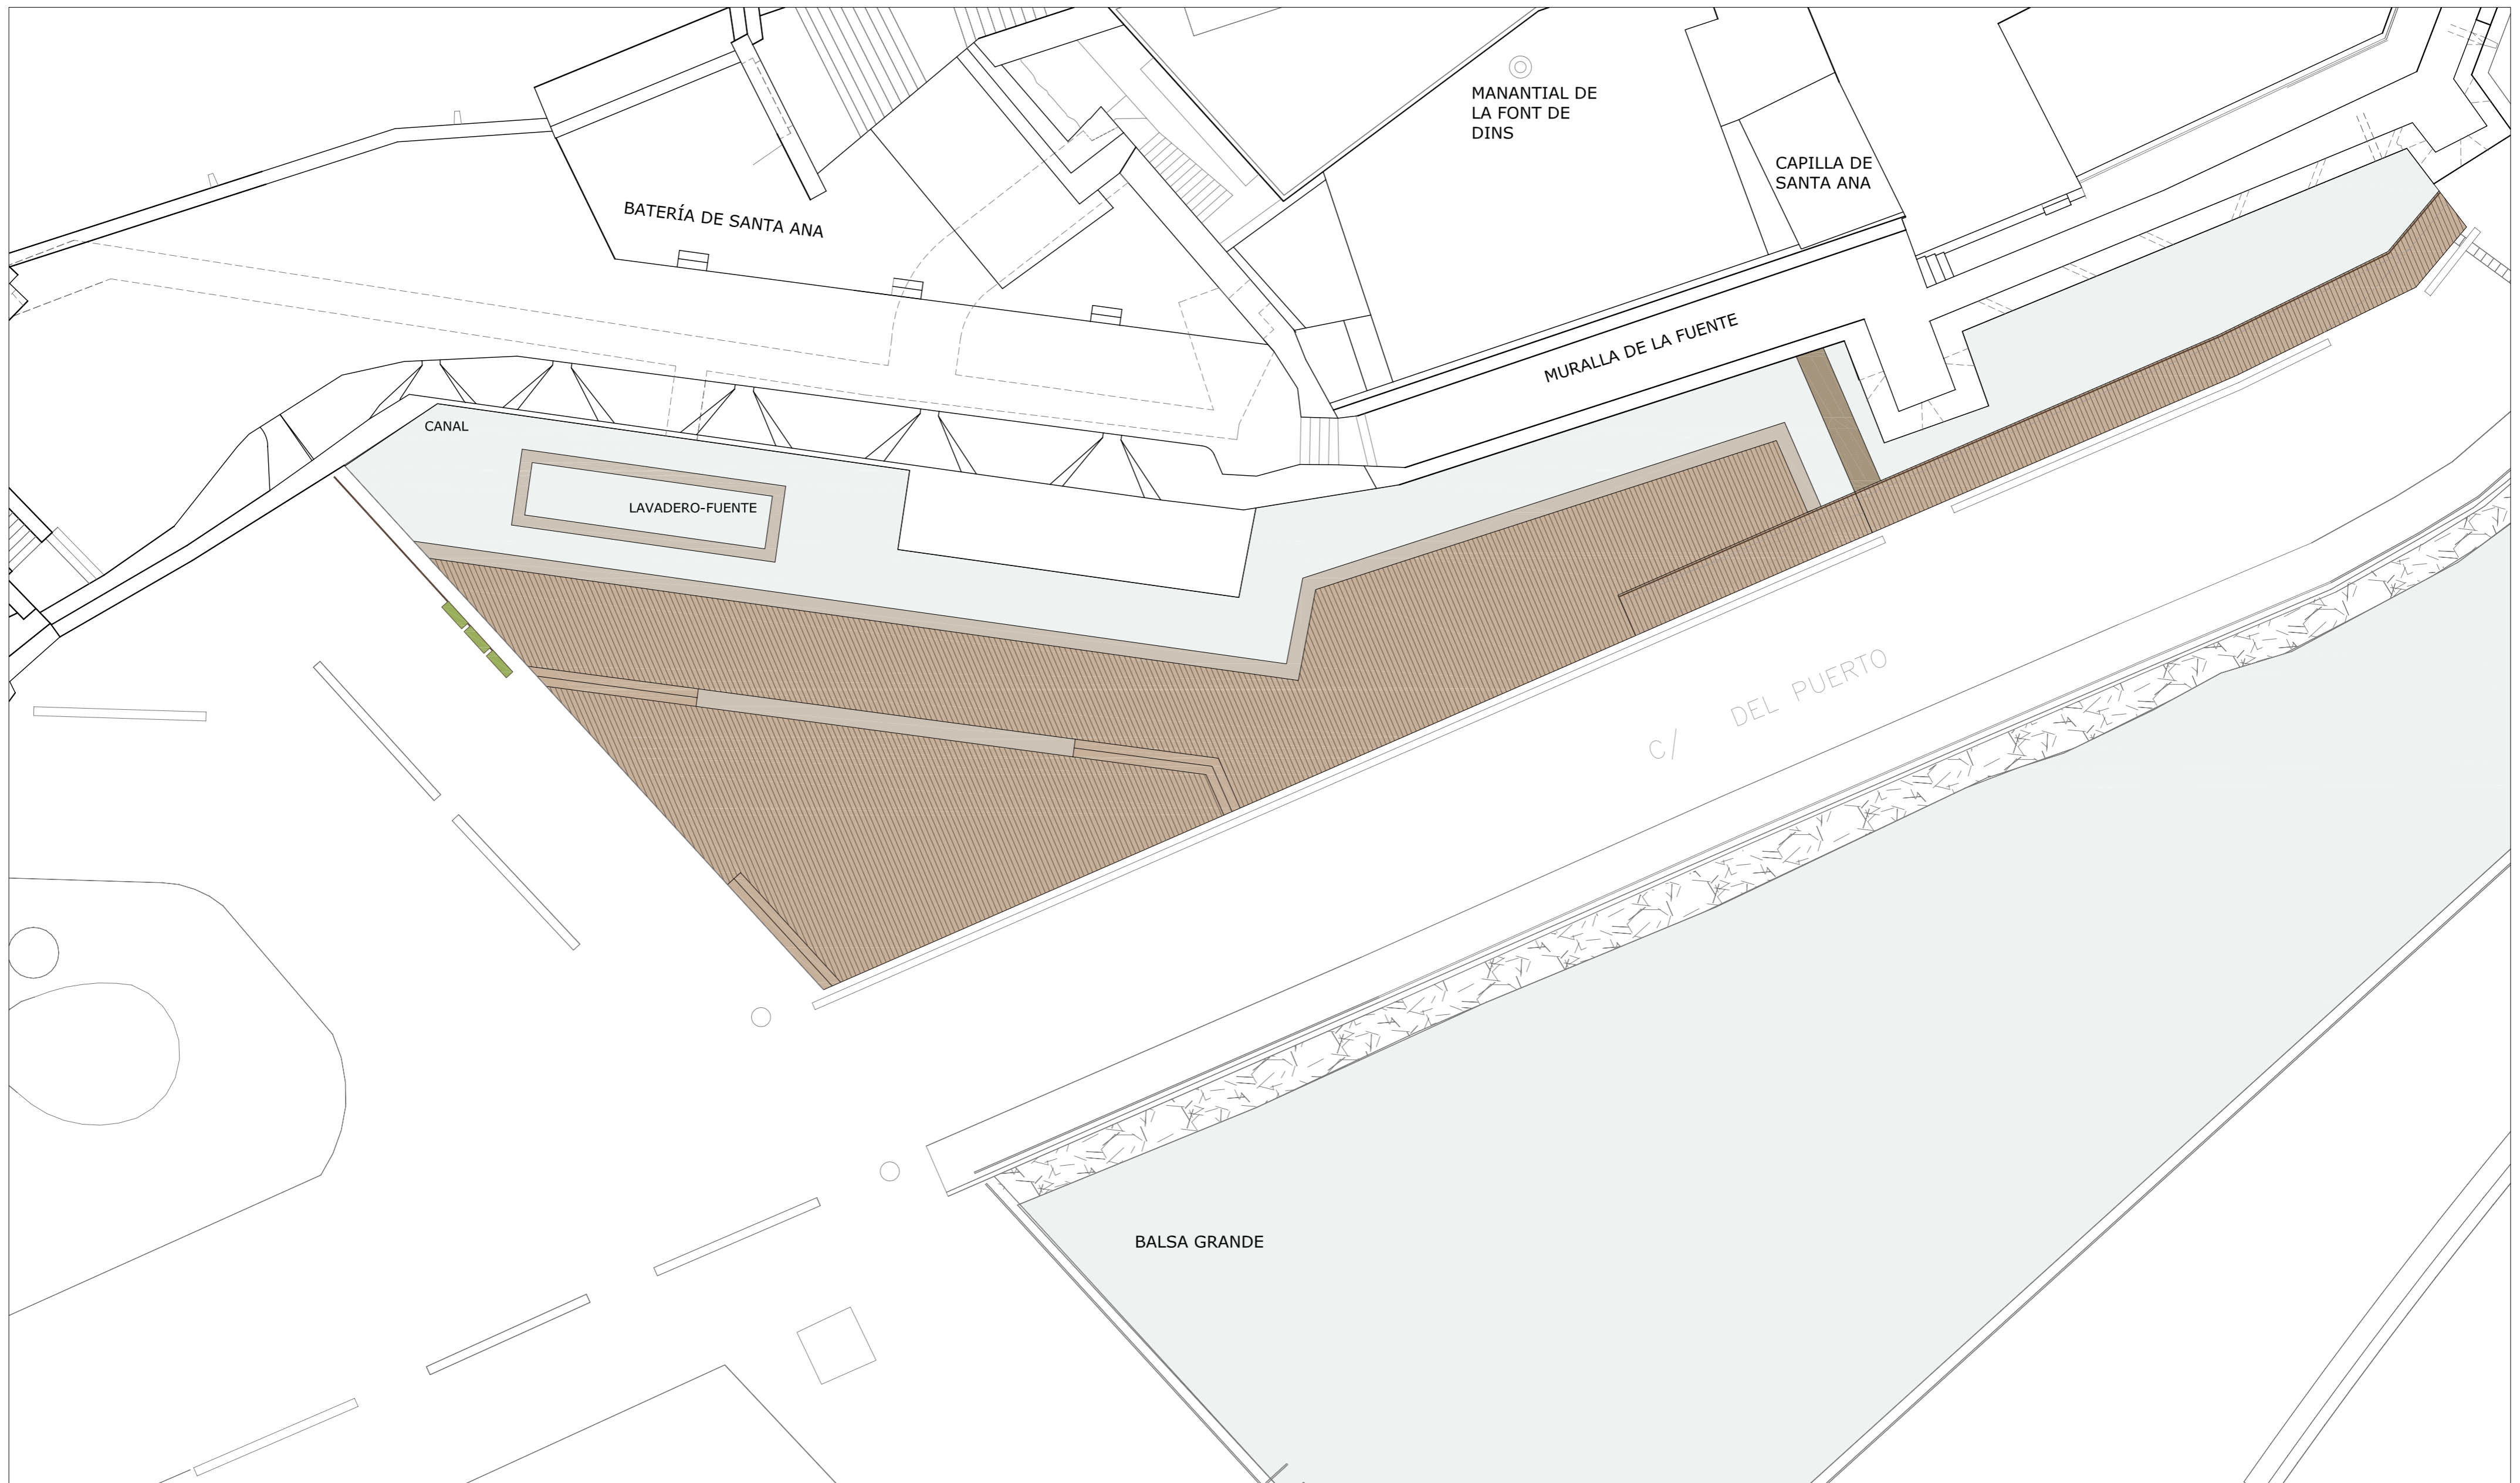 MANANTIAL DE
LA FONT DE
DINS
CAPILLA DE
SANTA ANA
BATERÍA DE SANTA ANA
MURALLA DE LA FUENTE
CANAL
LAVADERO-FUENTE
C/ DEL PUERTO
BALSA GRANDE